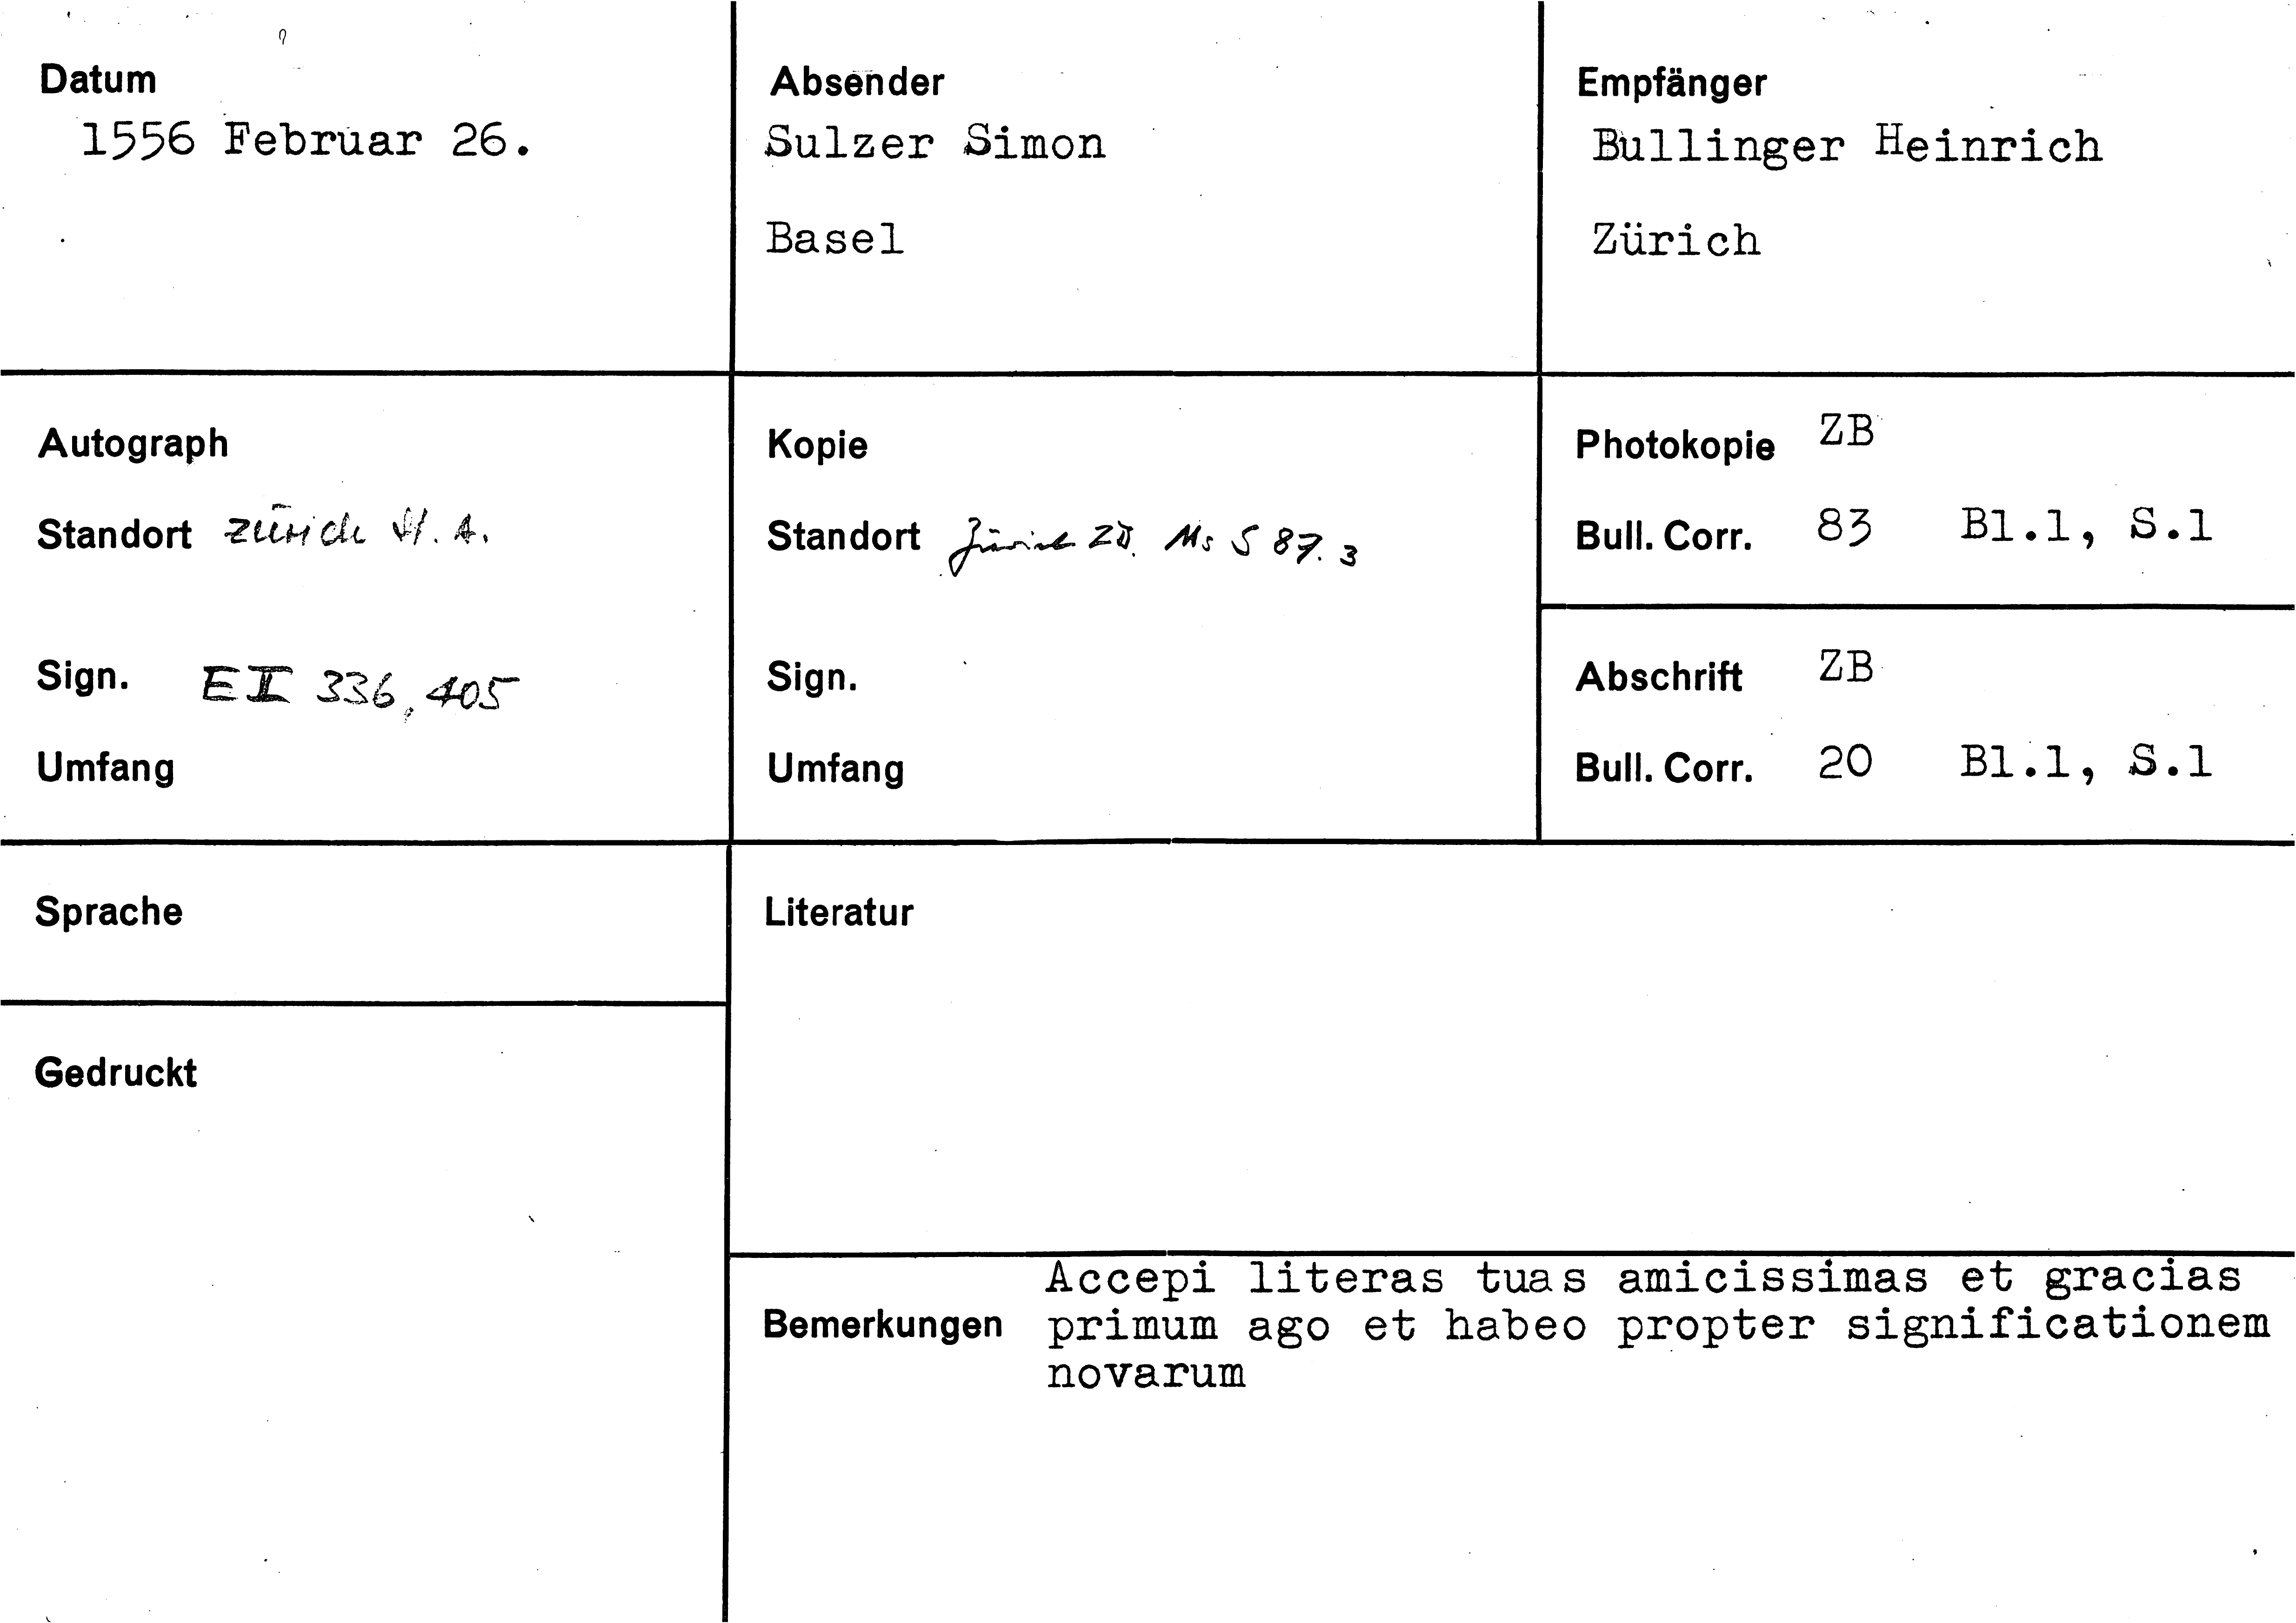 Datum
1556 Februar 26.
Absender
Sulzer Simon
Basel
Empfänger
Bullinger Heinrich
Zürich
Autograph
Standort Zürich St. A.
Sign. E II 336, 405
Umfang
Kopie
Standort Zürich ZB. Ms S 87. 3
Sign.
Umfang
Photokopie ZB
Bull. Corr. 83 Bl.1, S.1
Abschrift ZB
Bull. Corr. 20 Bl.1, S.1
Sprache
Gedruckt
Literatur
Bemerkungen
Accepi literas tuas amicissimas et gracias
primum ago et habeo propter significationem
novarum